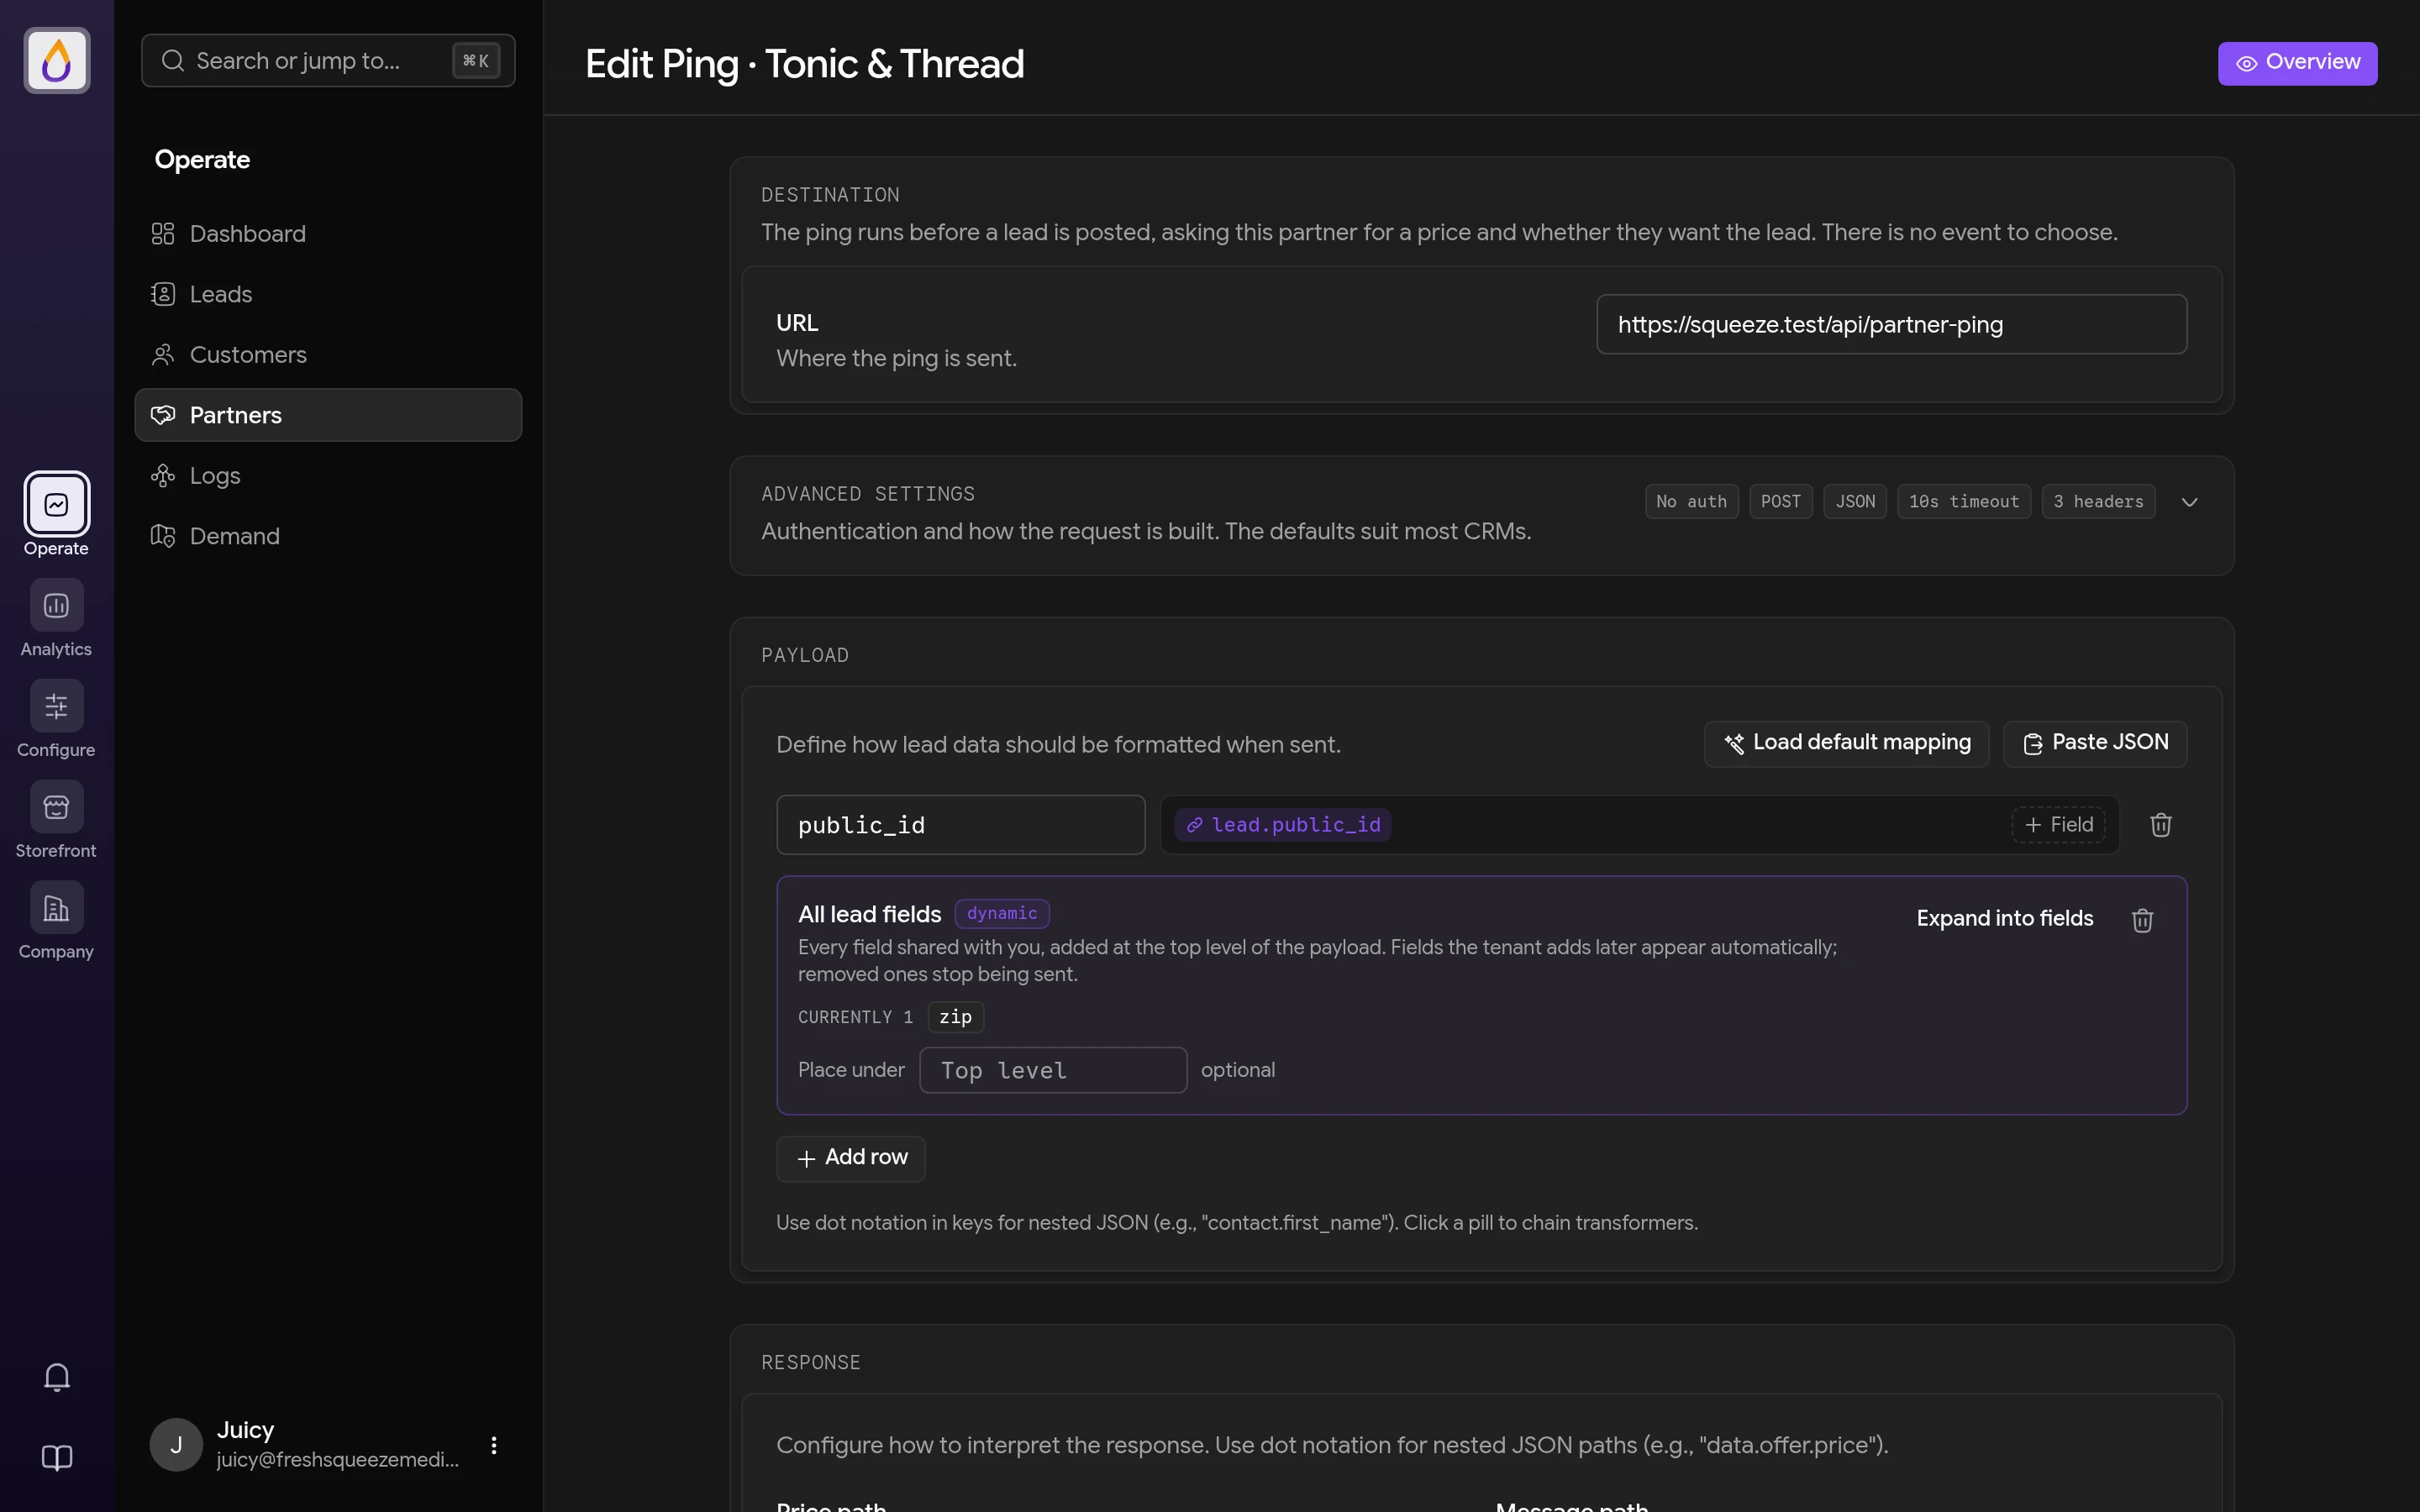 Search or jump to...
⌘K
Operate
Dashboard
Leads
Customers
Partners
Logs
Demand
Operate
Analytics
Configure
Storefront
Company
J
Juicy
juicy@freshsqueezemedi...
Edit Ping · Tonic & Thread
Overview
DESTINATION
The ping runs before a lead is posted, asking this partner for a price and whether they want the lead. There is no event to choose.
URL
Where the ping is sent.
https://squeeze.test/api/partner-ping
ADVANCED SETTINGS
Authentication and how the request is built. The defaults suit most CRMs.
No auth
POST
JSON
10s timeout
3 headers
PAYLOAD
Define how lead data should be formatted when sent.
Load default mapping
Paste JSON
public_id
lead.public_id
+ Field
All lead fields
dynamic
Every field shared with you, added at the top level of the payload. Fields the tenant adds later appear automatically;
removed ones stop being sent.
Expand into fields
CURRENTLY 1
zip
Place under
Top level
optional
+ Add row
Use dot notation in keys for nested JSON (e.g., "contact.first_name"). Click a pill to chain transformers.
RESPONSE
Configure how to interpret the response. Use dot notation for nested JSON paths (e.g., "data.offer.price").
Price path
Message path